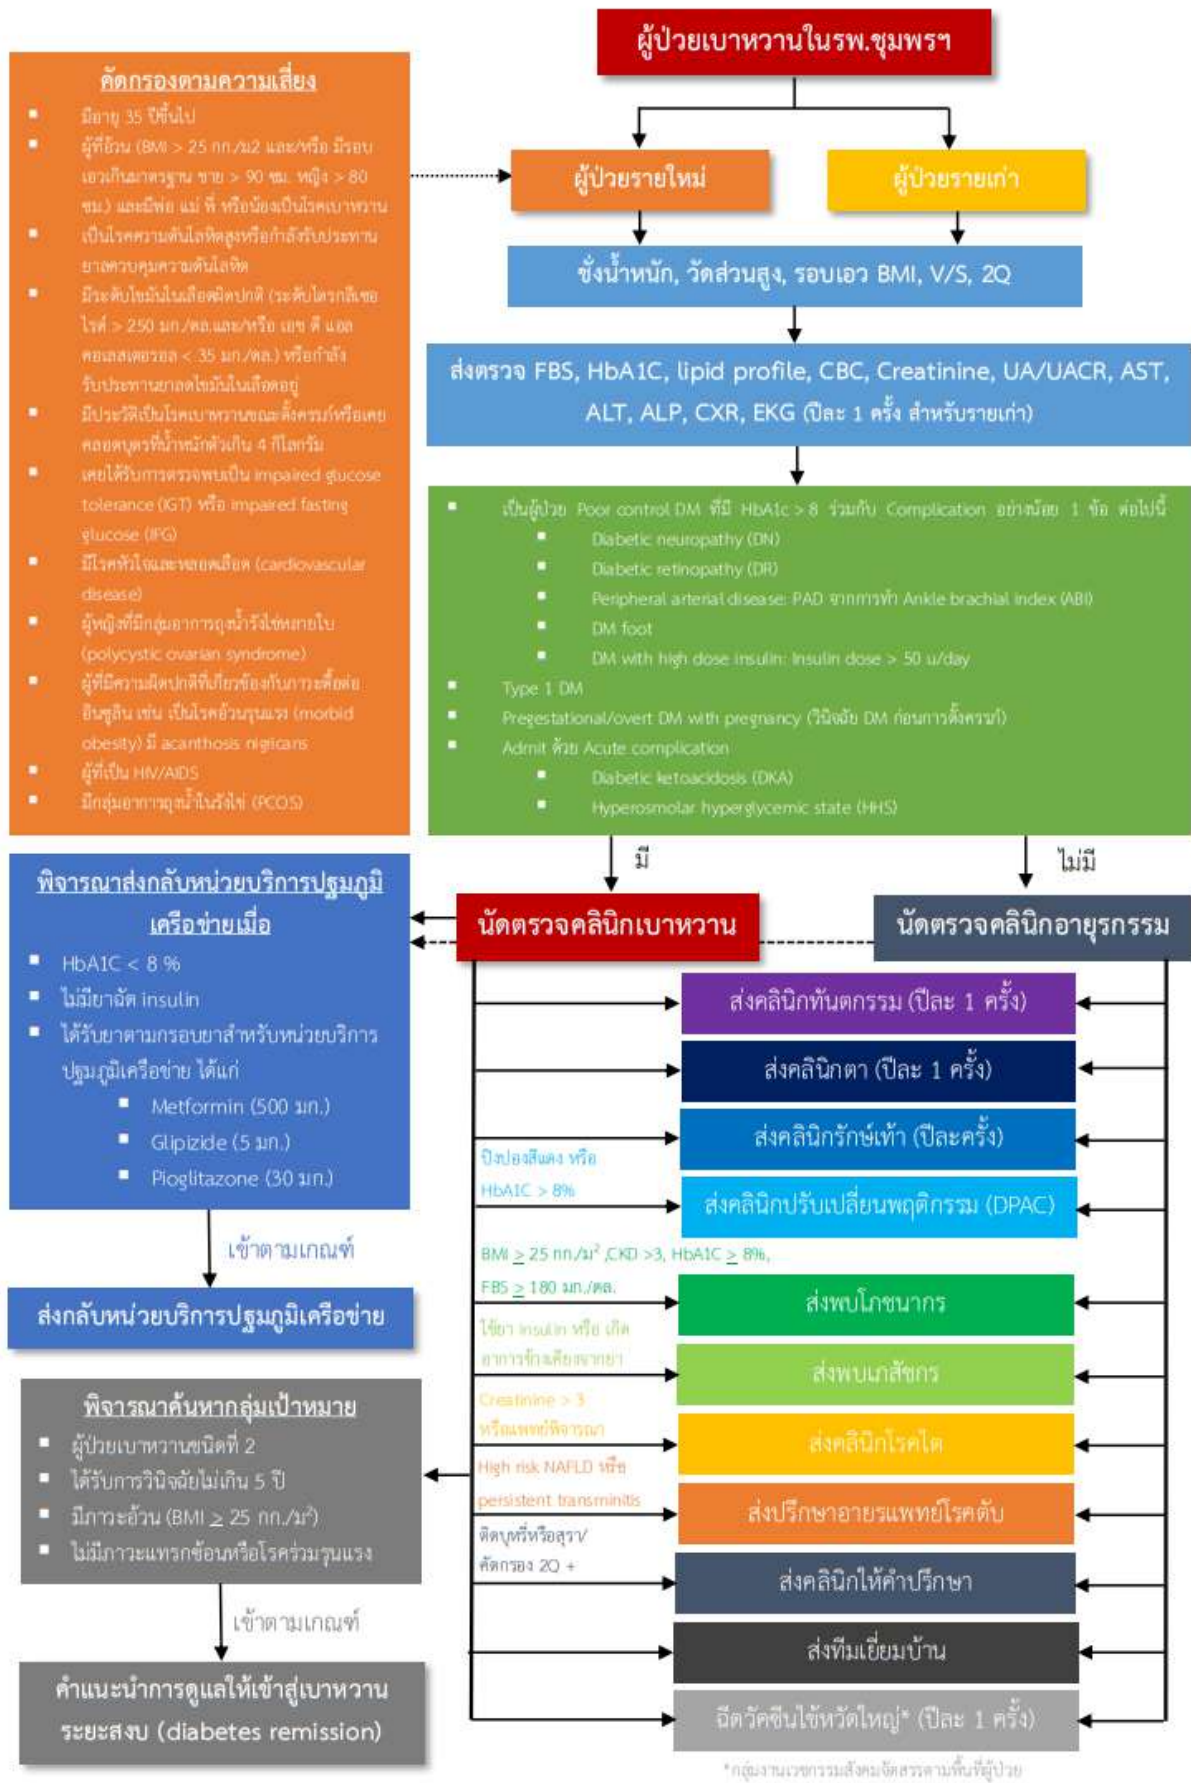 ผู้ป่วยเบาหวานในรพ.ชุมพรฯ
คัดกรองตามความเสี่ยง
▪ มีอายุ 35 ปีขึ้นไป
▪ ผู้ที่อ้วน (BMI > 25 กก./ม2 และ/หรือ มีรอบ
เอวเกินมาตรฐาน ชาย > 90 ซม. หญิง > 80
ซม.) และมีพ่อ แม่ พี่ หรือน้องเป็นโรคเบาหวาน
▪ เป็นโรคความดันโลหิตสูงหรือกำลังรับประทาน
ยาควบคุมความดันโลหิต
▪ มีระดับไขมันในเลือดผิดปกติ (ระดับไตรกลีเซอ
ไรด์ > 250 มก./ดล.และ/หรือ เอช ดี แอล
คอเลสเตอรอล < 35 มก./ดล.) หรือกำลัง
รับประทานยาลดไขมันในเลือดอยู่
▪ มีประวัติเป็นโรคเบาหวานขณะตั้งครรภ์หรือเคย
คลอดบุตรที่น้ำหนักตัวเกิน 4 กิโลกรัม
▪ เคยได้รับการตรวจพบเป็น impaired glucose
tolerance (IGT) หรือ impaired fasting
glucose (IFG)
▪ มีโรคหัวใจและหลอดเลือด (cardiovascular
disease)
▪ ผู้หญิงที่มีกลุ่มอาการถุงน้ำรังไข่หลายใบ
(polycystic ovarian syndrome)
▪ ผู้ที่มีความผิดปกติที่เกี่ยวข้องกับภาวะดื้อต่อ
อินซูลิน เช่น เป็นโรคอ้วนรุนแรง (morbid
obesity) มี acanthosis nigricans
▪ ผู้ที่เป็น HIV/AIDS
▪ มีกลุ่มอาการถุงน้ำในรังไข่ (PCOS)
ผู้ป่วยรายใหม่
ผู้ป่วยรายเก่า
ชั่งน้ำหนัก, วัดส่วนสูง, รอบเอว BMI, V/S, 2Q
ส่งตรวจ FBS, HbA1C, lipid profile, CBC, Creatinine, UA/UACR, AST,
ALT, ALP, CXR, EKG (ปีละ 1 ครั้ง สำหรับรายเก่า)
▪ เป็นผู้ป่วย Poor control DM ที่มี HbA1c > 8 ร่วมกับ Complication อย่างน้อย 1 ข้อ ต่อไปนี้
▪ Diabetic neuropathy (DN)
▪ Diabetic retinopathy (DR)
▪ Peripheral arterial disease: PAD จากการทำ Ankle brachial index (ABI)
▪ DM foot
▪ DM with high dose insulin: Insulin dose > 50 u/day
▪ Type 1 DM
▪ Pregestational/overt DM with pregnancy (วินิจฉัย DM ก่อนการตั้งครรภ์)
▪ Admit ด้วย Acute complication
▪ Diabetic ketoacidosis (DKA)
▪ Hyperosmolar hyperglycemic state (HHS)
มี
ไม่มี
นัดตรวจคลินิกเบาหวาน
นัดตรวจคลินิกอายุรกรรม
พิจารณาส่งกลับหน่วยบริการปฐมภูมิ
เครือข่ายเมื่อ
▪ HbA1C < 8 %
▪ ไม่มียาฉีด insulin
▪ ได้รับยาตามกรอบยาสำหรับหน่วยบริการ
ปฐมภูมิเครือข่าย ได้แก่
▪ Metformin (500 มก.)
▪ Glipizide (5 มก.)
▪ Pioglitazone (30 มก.)
เข้าตามเกณฑ์
ส่งกลับหน่วยบริการปฐมภูมิเครือข่าย
พิจารณาค้นหากลุ่มเป้าหมาย
▪ ผู้ป่วยเบาหวานชนิดที่ 2
▪ ได้รับการวินิจฉัยไม่เกิน 5 ปี
▪ มีภาวะอ้วน (BMI ≥ 25 กก./ม²)
▪ ไม่มีภาวะแทรกซ้อนหรือโรคร่วมรุนแรง
เข้าตามเกณฑ์
คำแนะนำการดูแลให้เข้าสู่เบาหวาน
ระยะสงบ (diabetes remission)
ส่งคลินิกทันตกรรม (ปีละ 1 ครั้ง)
ส่งคลินิกตา (ปีละ 1 ครั้ง)
ส่งคลินิกรักษ์เท้า (ปีละครั้ง)
ปิงปองสีแดง หรือ
HbA1C > 8%
ส่งคลินิกปรับเปลี่ยนพฤติกรรม (DPAC)
BMI ≥ 25 กก./ม² ,CKD >3, HbA1C ≥ 8%,
FBS ≥ 180 มก./ดล.
ส่งพบโภชนากร
ใช้ยา insulin หรือ เกิด
อาการข้างเคียงจากยา
ส่งพบเภสัชกร
Creatinine > 3
หรือแพทย์พิจารณา
ส่งคลินิกโรคไต
High risk NAFLD หรือ
persistent transminitis
ส่งปรึกษาอายรแพทย์โรคตับ
ติดบุหรี่หรือสุรา/
คัดกรอง 2Q +
ส่งคลินิกให้คำปรึกษา
ส่งทีมเยี่ยมบ้าน
ฉีดวัคซีนไข้หวัดใหญ่* (ปีละ 1 ครั้ง)
*กลุ่มงานเวชกรรมสังคมจัดสรรตามพื้นที่ผู้ป่วย